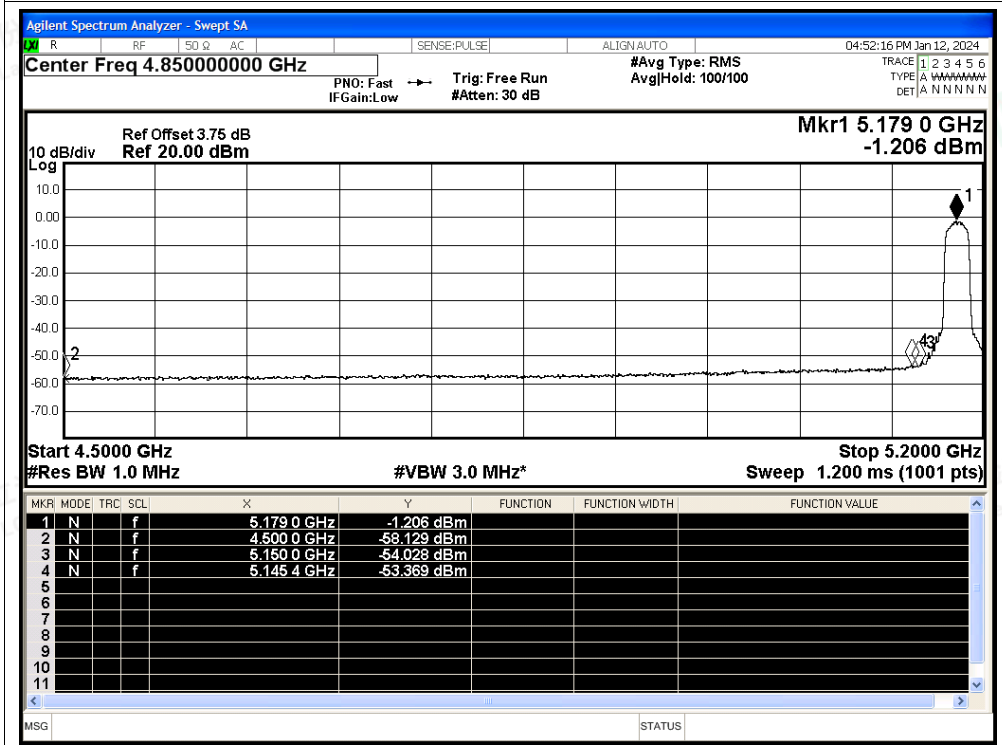 Agilent Spectrum Analyzer - Swept SA
LXI R RF 50 Ω AC SENSE:PULSE ALIGN AUTO 04:52:16 PM Jan 12, 2024
Center Freq 4.850000000 GHz
PNO: Fast
IFGain:Low
Trig: Free Run
#Atten: 30 dB
#Avg Type: RMS
Avg|Hold: 100/100
TRACE 1 2 3 4 5 6
TYPE A WWWWW
DET A N N N N N
Mkr1 5.179 0 GHz
-1.206 dBm
Ref Offset 3.75 dB
10 dB/div Ref 20.00 dBm
Log
10.0
0.00
-10.0
-20.0
-30.0
-40.0
-50.0
-60.0
-70.0
1
2
43
Start 4.5000 GHz Stop 5.2000 GHz
#Res BW 1.0 MHz #VBW 3.0 MHz* Sweep 1.200 ms (1001 pts)
MKR MODE TRC SCL X Y FUNCTION FUNCTION WIDTH FUNCTION VALUE
1 N f 5.179 0 GHz -1.206 dBm
2 N f 4.500 0 GHz -58.129 dBm
3 N f 5.150 0 GHz -54.028 dBm
4 N f 5.145 4 GHz -53.369 dBm
5
6
7
8
9
10
11
MSG STATUS